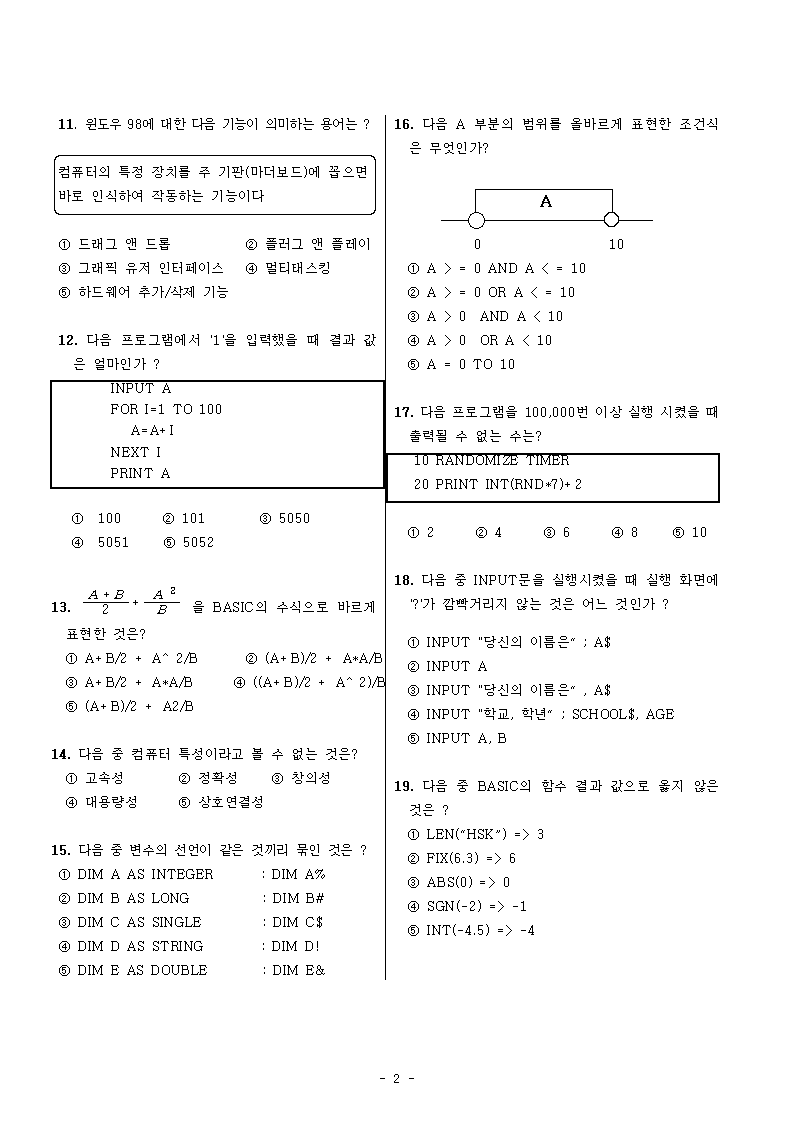 11. 윈도우 98에 대한 다음 기능이 의미하는 용어는 ?
컴퓨터의 특정 장치를 주 기판(마더보드)에 꼽으면
바로 인식하여 작동하는 기능이다
① 드래그 앤 드롭 ② 플러그 앤 플레이
③ 그래픽 유저 인터페이스 ④ 멀티태스킹
⑤ 하드웨어 추가/삭제 기능
12. 다음 프로그램에서 '1'을 입력했을 때 결과 값
은 얼마인가 ?
INPUT A
FOR I=1 TO 100
A=A+I
NEXT I
PRINT A
① 100 ② 101 ③ 5050
④ 5051 ⑤ 5052
13. A+B/2 + A²/B 을 BASIC의 수식으로 바르게
표현한 것은?
① A+B/2 + A^2/B ② (A+B)/2 + A*A/B
③ A+B/2 + A*A/B ④ ((A+B)/2 + A^2)/B
⑤ (A+B)/2 + A2/B
14. 다음 중 컴퓨터 특성이라고 볼 수 없는 것은?
① 고속성 ② 정확성 ③ 창의성
④ 대용량성 ⑤ 상호연결성
15. 다음 중 변수의 선언이 같은 것끼리 묶인 것은 ?
① DIM A AS INTEGER : DIM A%
② DIM B AS LONG : DIM B#
③ DIM C AS SINGLE : DIM C$
④ DIM D AS STRING : DIM D!
⑤ DIM E AS DOUBLE : DIM E&
16. 다음 A 부분의 범위를 올바르게 표현한 조건식
은 무엇인가?
A
0 10
① A > = 0 AND A < = 10
② A > = 0 OR A < = 10
③ A > 0 AND A < 10
④ A > 0 OR A < 10
⑤ A = 0 TO 10
17. 다음 프로그램을 100,000번 이상 실행 시켰을 때
출력될 수 없는 수는?
10 RANDOMIZE TIMER
20 PRINT INT(RND*7)+2
① 2 ② 4 ③ 6 ④ 8 ⑤ 10
18. 다음 중 INPUT문을 실행시켰을 때 실행 화면에
'?'가 깜빡거리지 않는 것은 어느 것인가 ?
① INPUT "당신의 이름은" ; A$
② INPUT A
③ INPUT "당신의 이름은" , A$
④ INPUT "학교, 학년" ; SCHOOL$, AGE
⑤ INPUT A, B
19. 다음 중 BASIC의 함수 결과 값으로 옳지 않은
것은 ?
① LEN("HSK") => 3
② FIX(6.3) => 6
③ ABS(0) => 0
④ SGN(-2) => -1
⑤ INT(-4.5) => -4
- 2 -